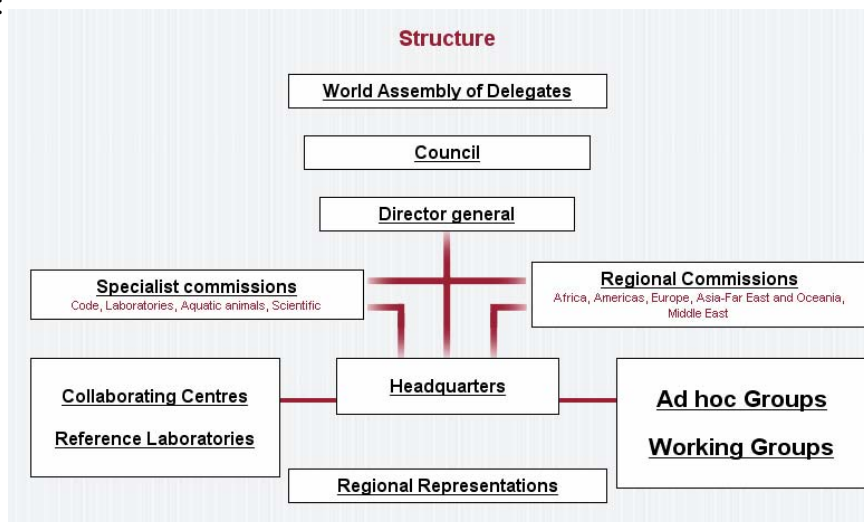 Structure
World Assembly of Delegates
Council
Director general
Specialist commissions
Code, Laboratories, Aquatic animals, Scientific
Regional Commissions
Africa, Americas, Europe, Asia-Far East and Oceania,
Middle East
Collaborating Centres
Reference Laboratories
Headquarters
Ad hoc Groups
Working Groups
Regional Representations